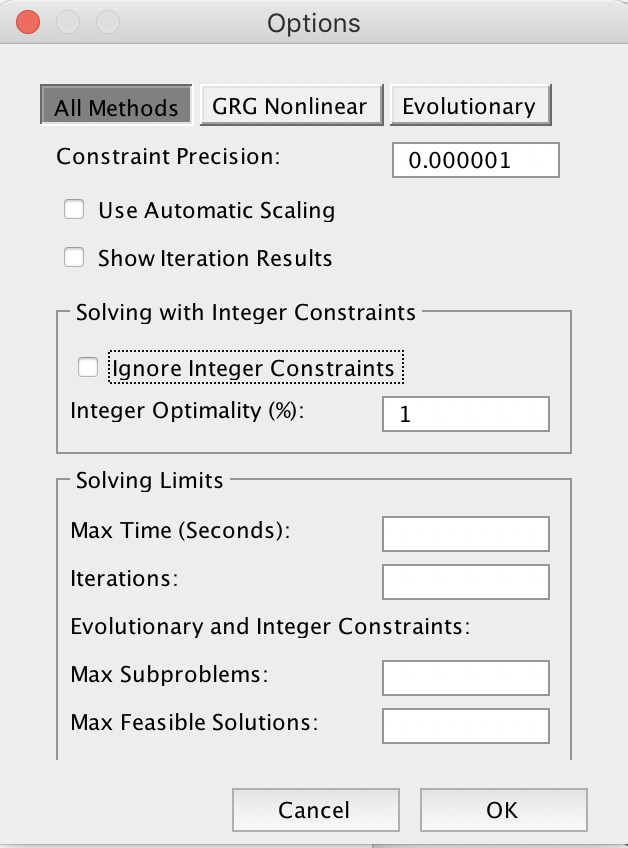 Options
All Methods GRG Nonlinear Evolutionary
Constraint Precision: 0.000001
Use Automatic Scaling
Show Iteration Results
Solving with Integer Constraints
Ignore Integer Constraints
Integer Optimality (%): 1
Solving Limits
Max Time (Seconds):
Iterations:
Evolutionary and Integer Constraints:
Max Subproblems:
Max Feasible Solutions:
Cancel OK